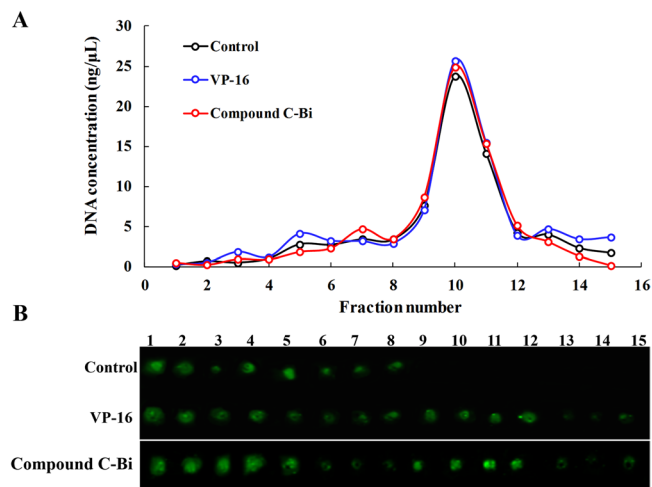 A
DNA concentration (ng/μL)
30
25
20
15
10
5
0
Control
VP-16
Compound C-Bi
0 2 4 6 8 10 12 14 16
Fraction number
B
1 2 3 4 5 6 7 8 9 10 11 12 13 14 15
Control
VP-16
Compound C-Bi